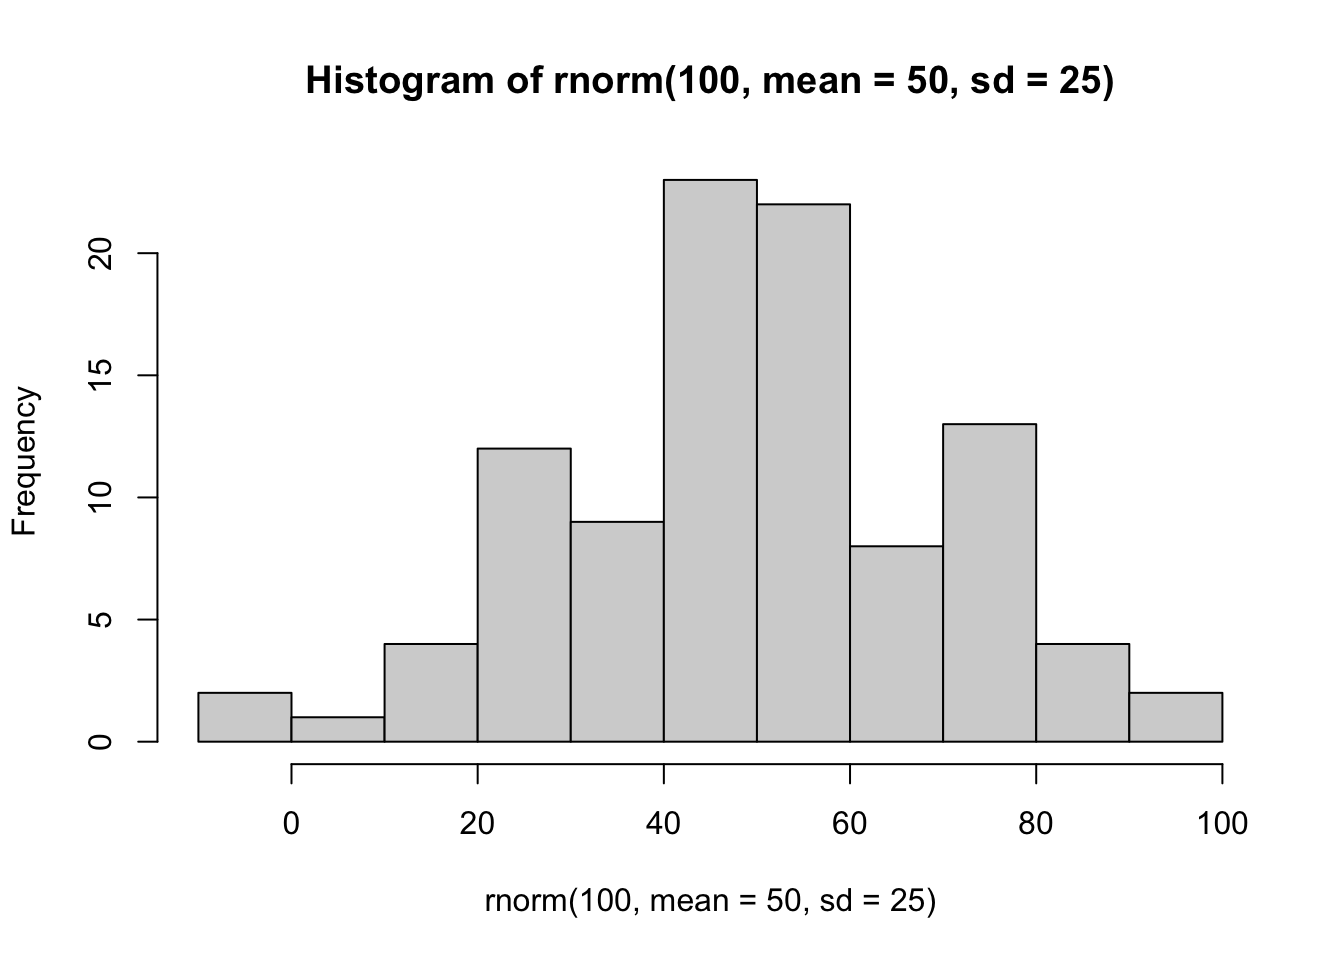 Histogram of rnorm(100, mean = 50, sd = 25)
Frequency
20
15
10
5
0
0 20 40 60 80 100
rnorm(100, mean = 50, sd = 25)